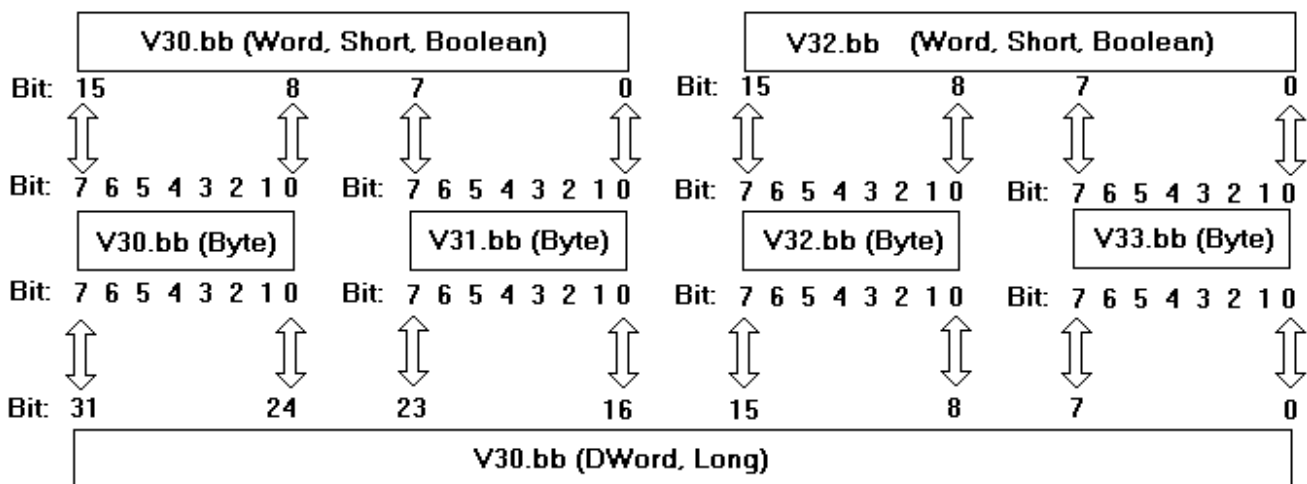 V30.bb (Word, Short, Boolean) V32.bb (Word, Short, Boolean)
Bit: 15 8 7 0 Bit: 15 8 7 0
Bit: 7 6 5 4 3 2 1 0 Bit: 7 6 5 4 3 2 1 0 Bit: 7 6 5 4 3 2 1 0 Bit: 7 6 5 4 3 2 1 0
V30.bb (Byte) V31.bb (Byte) V32.bb (Byte) V33.bb (Byte)
Bit: 7 6 5 4 3 2 1 0 Bit: 7 6 5 4 3 2 1 0 Bit: 7 6 5 4 3 2 1 0 Bit: 7 6 5 4 3 2 1 0
Bit: 31 24 23 16 15 8 7 0
V30.bb (DWord, Long)